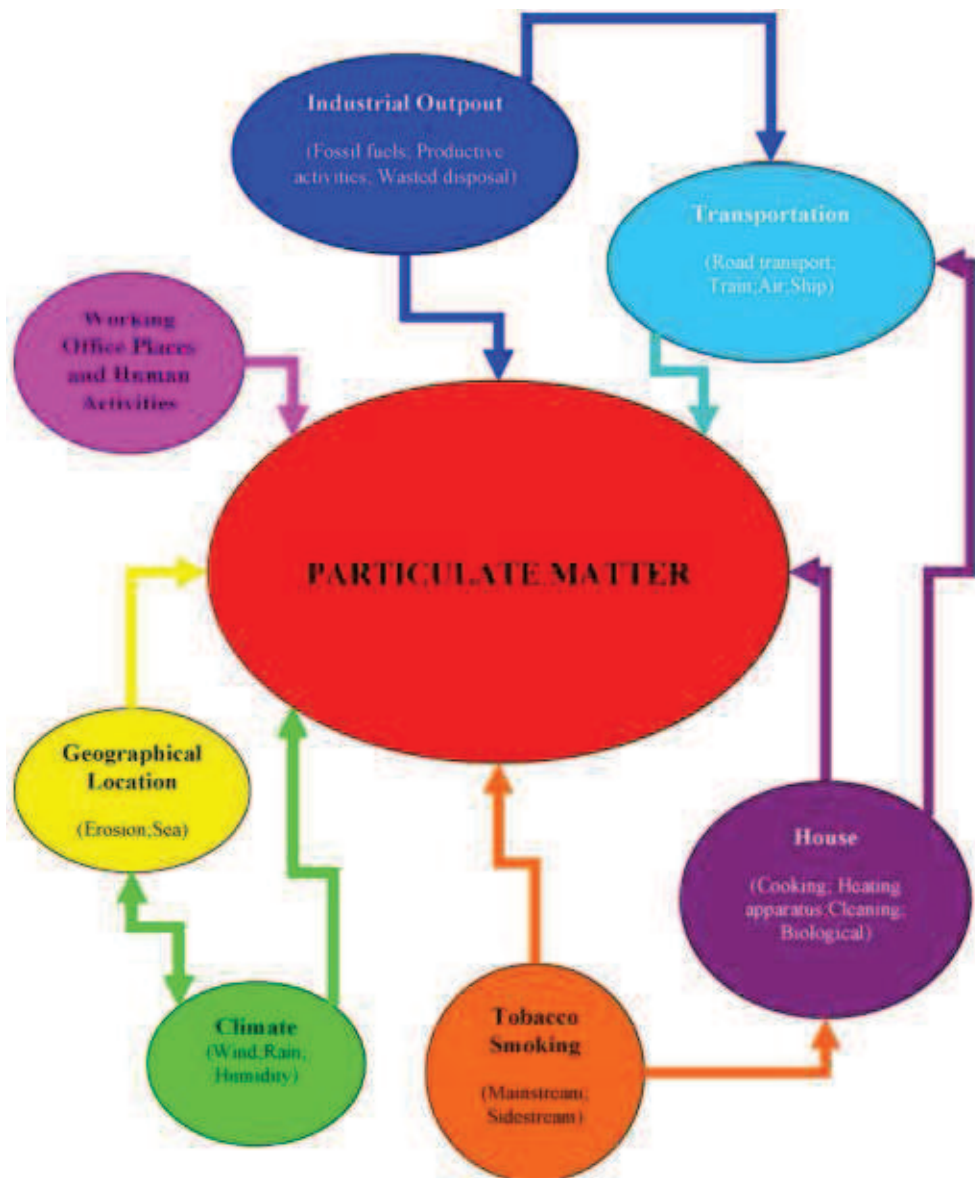 Industrial Outpout
(Fossil fuels; Productive
activities; Wasted disposal)
Transportation
(Road transport;
Train;Air;Ship)
Working
Office Places
and Human
Activities
PARTICULATE MATTER
Geographical
Location
(Erosion;Sea)
House
(Cooking; Heating
apparatus;Cleaning;
Biological)
Climate
(Wind;Rain;
Humidity)
Tobacco
Smoking
(Mainstream;
Sidestream)